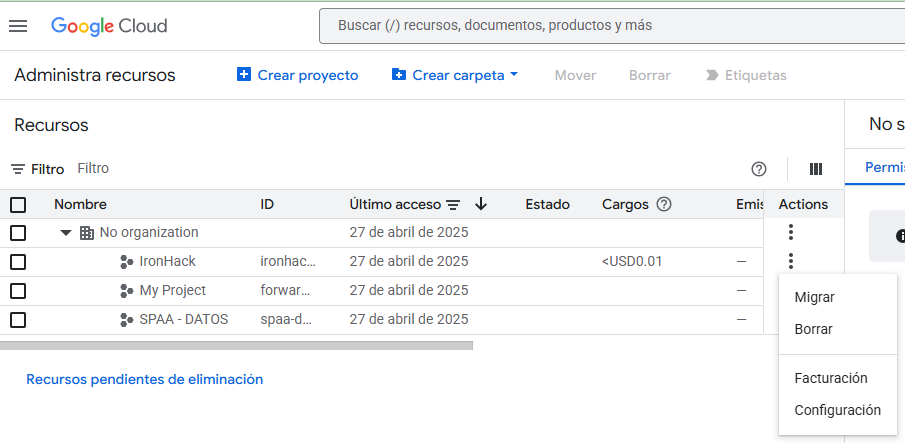 Google Cloud
Buscar (/) recursos, documentos, productos y más
Administra recursos Crear proyecto Crear carpeta Mover Borrar Etiquetas
Recursos
No s
Filtro Filtro
Permis
Nombre ID Último acceso Estado Cargos Emis Actions
No organization 27 de abril de 2025
IronHack ironhac... 27 de abril de 2025 <USD0.01 —
My Project forwar... 27 de abril de 2025 —
SPAA - DATOS spaa-d... 27 de abril de 2025 —
Migrar
Borrar
Recursos pendientes de eliminación
Facturación
Configuración